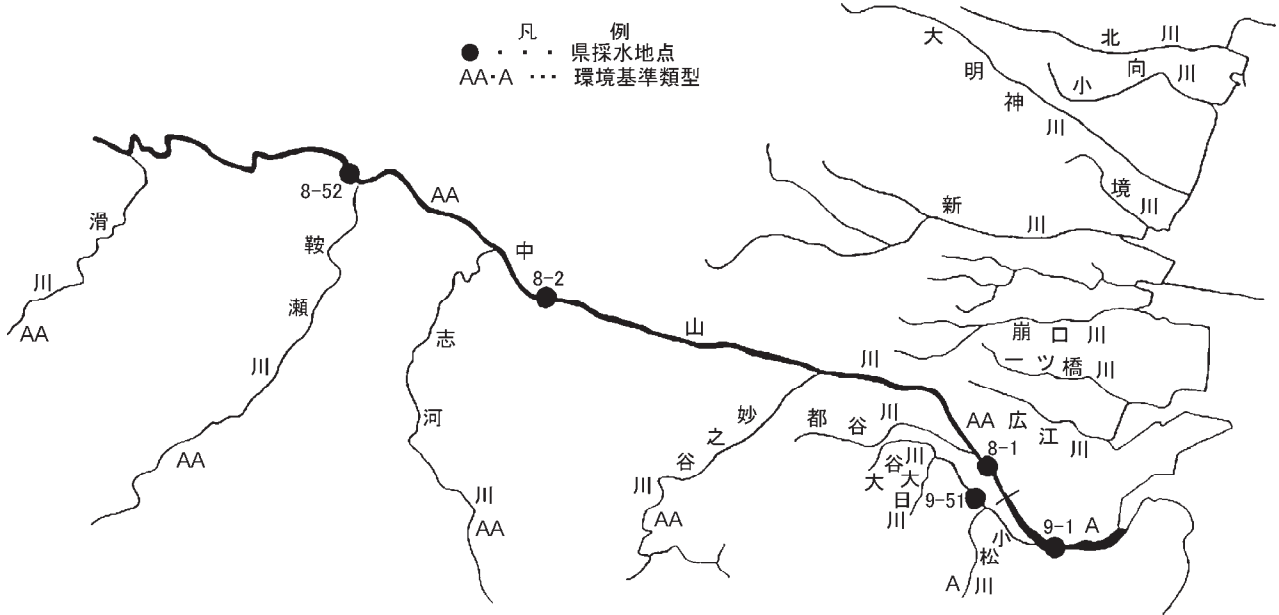 凡例
●・・・県採水地点
AA・A ・・・環境基準類型
北川
小向川
大明神川
境川
新川
崩口川
一ツ橋川
広江川
中山川
AA
AA
A
8-52
8-2
8-1
9-51
9-1
滑川
AA
鞍瀬川
AA
志河川
AA
妙之谷川
AA
都谷川
大谷川
大日川
小松川
A